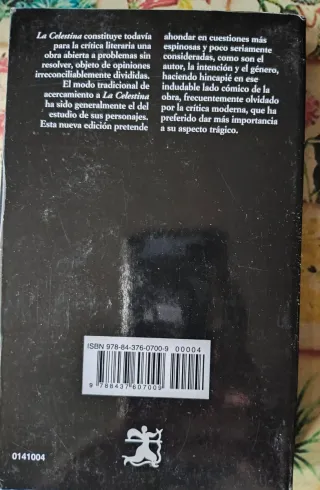 La Celestina constituye todavía
para la crítica literaria una
obra abierta a problemas sin
resolver, objeto de opiniones
irreconciliablemente divididas.
El modo tradicional de
acercamiento a La Celestina
ha sido generalmente el del
estudio de sus personajes.
Esta nueva edición pretende
ahondar en cuestiones más
espinosas y poco seriamente
consideradas, como son el
autor, la intención y el género,
haciendo hincapié en ese
indudable lado cómico de la
obra, frecuentemente olvidado
por la crítica moderna, que ha
preferido dar más importancia
a su aspecto trágico.
ISBN 978-84-376-0700-9 00004
9 788437 607009
0141004